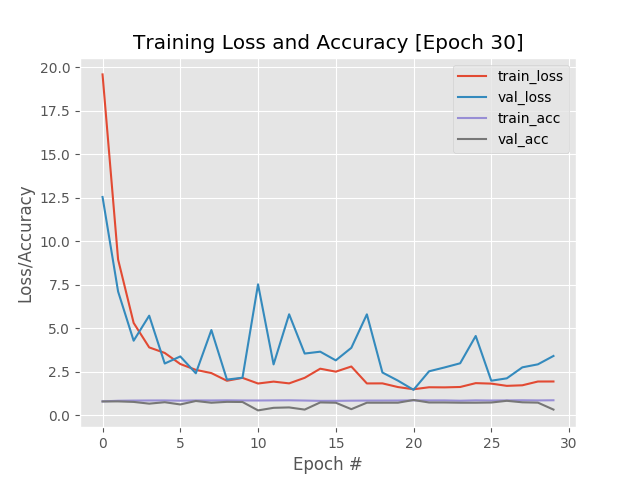 Training Loss and Accuracy [Epoch 30]
train_loss
val_loss
train_acc
val_acc
Loss/Accuracy
20.0
17.5
15.0
12.5
10.0
7.5
5.0
2.5
0.0
0 5 10 15 20 25 30
Epoch #